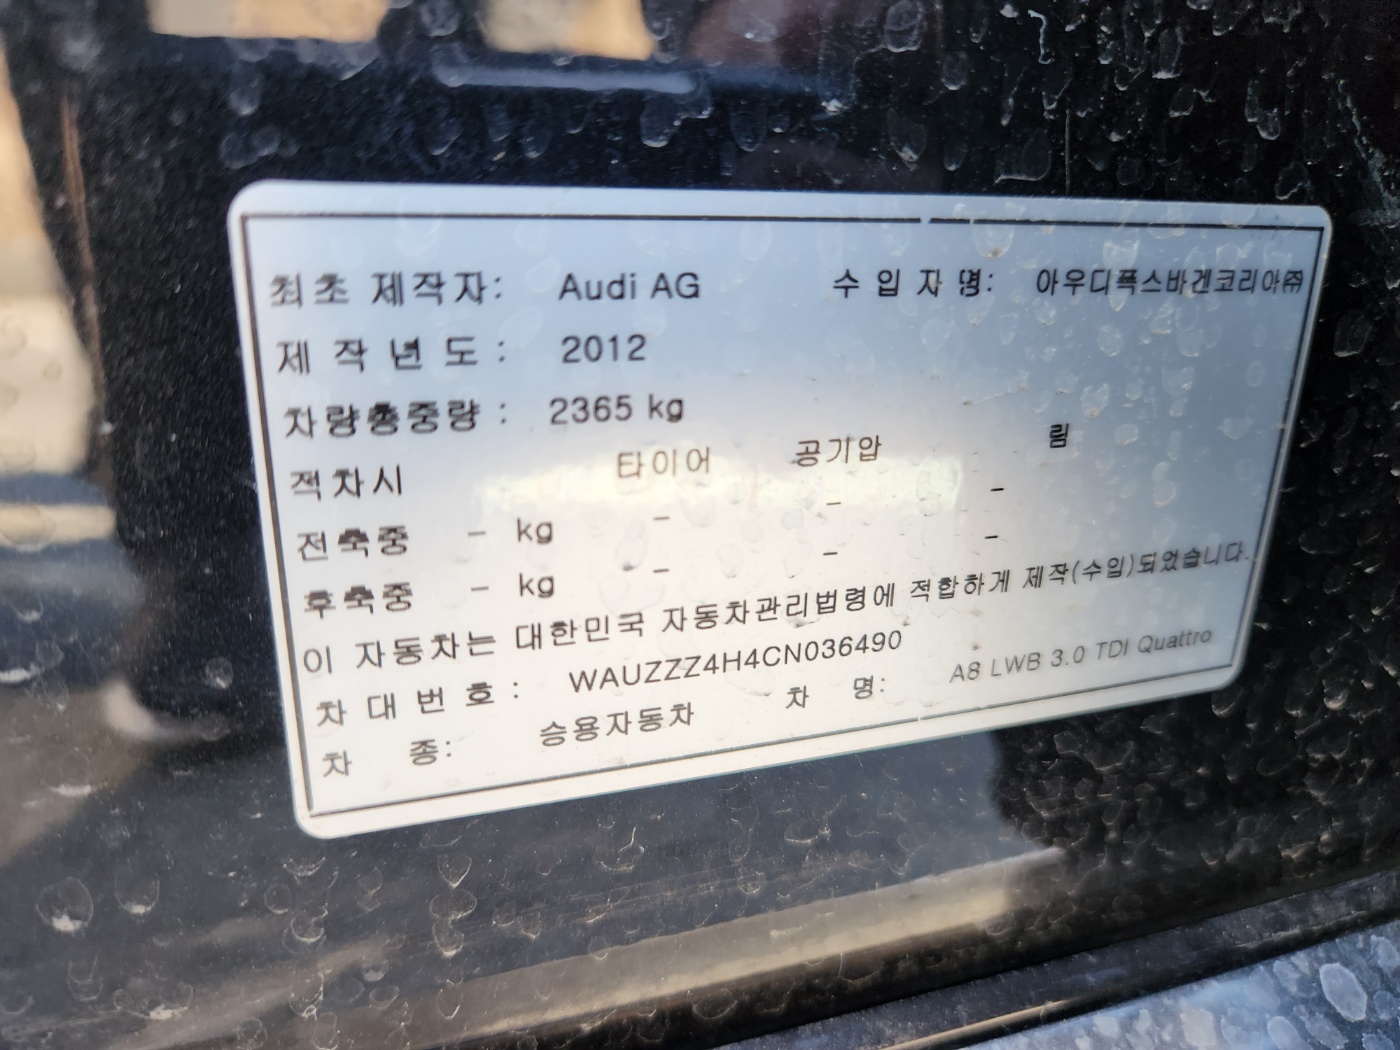 최초 제작자: Audi AG 수 입 자 명: 아우디폭스바겐코리아㈜
제 작 년 도 : 2012
차량총중량 : 2365 kg
적차시 타이어 공기압 림
전축중 - kg - - -
후축중 - kg - - -
이 자동차는 대한민국 자동차관리법령에 적합하게 제작(수입)되었습니다.
차 대 번 호 : WAUZZZ4H4CN036490
차 종: 승용자동차 차 명: A8 LWB 3.0 TDI Quattro